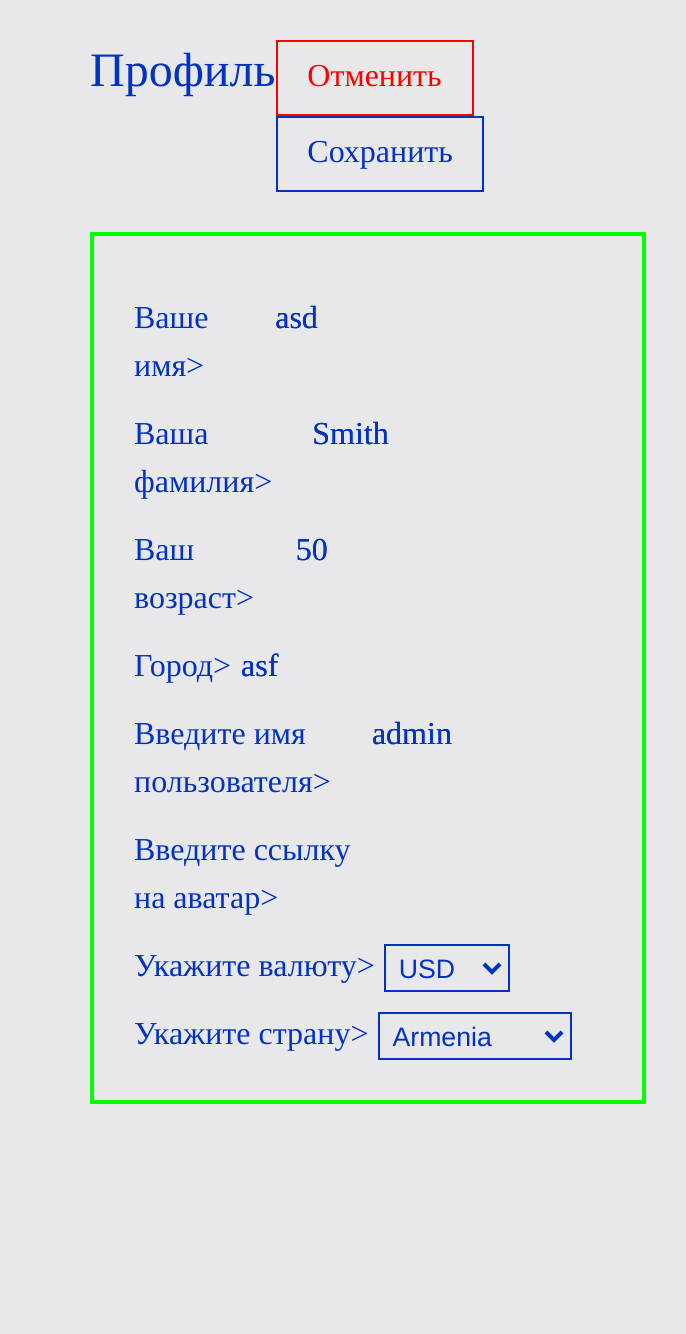 Профиль Отменить
Сохранить
Ваше asd
имя>
Ваша Smith
фамилия>
Ваш 50
возраст>
Город> asf
Введите имя admin
пользователя>
Введите ссылку
на аватар>
Укажите валюту> USD
Укажите страну> Armenia